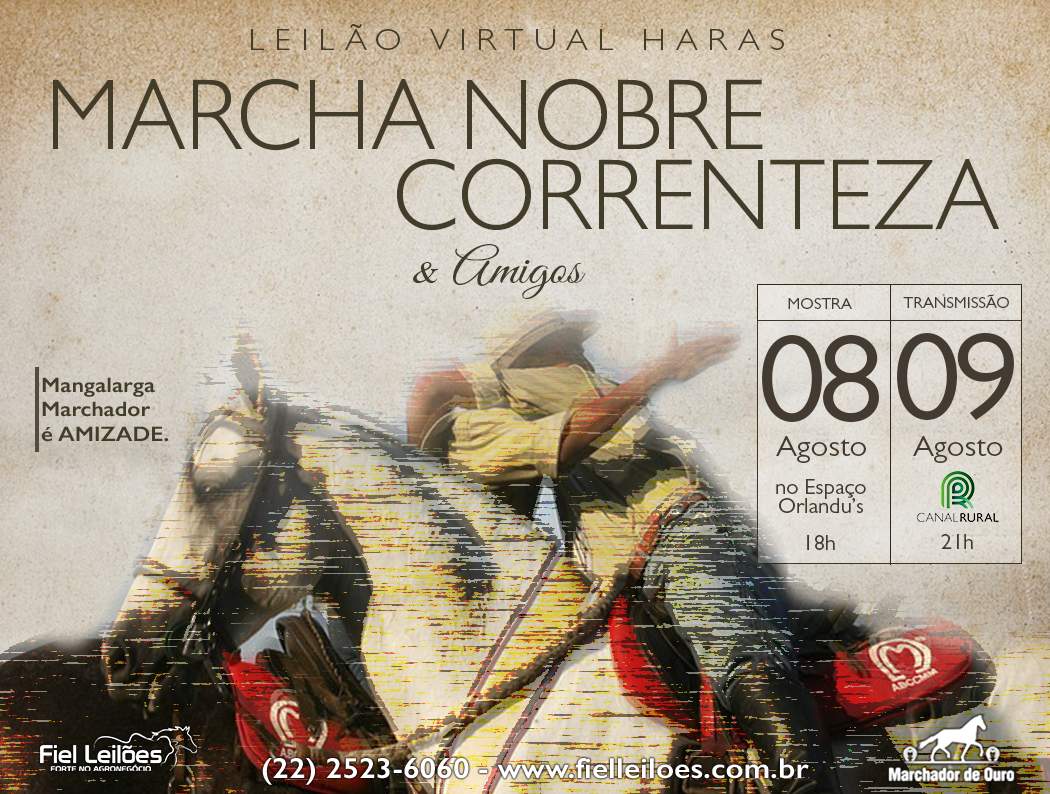 LEILÃO VIRTUAL HARAS
MARCHA NOBRE
CORRENTEZA
& Amigos
MOSTRA
08
Agosto
no Espaço
Orlandu's
18h
TRANSMISSÃO
09
Agosto
CANALRURAL
21h
Mangalarga
Marchador
é AMIZADE.
ABCCMM
Fiel Leilões
FORTE NO AGRONEGÓCIO
(22) 2523-6060 - www.fielleiloes.com.br
Marchador de Ouro